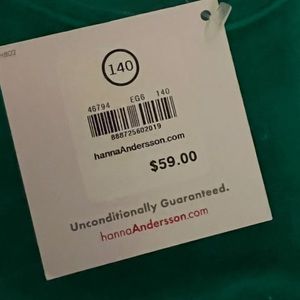 140
46794 EG6 140
888725602019
hannaAndersson.com
$59.00
Unconditionally Guaranteed.
hannaAndersson.com